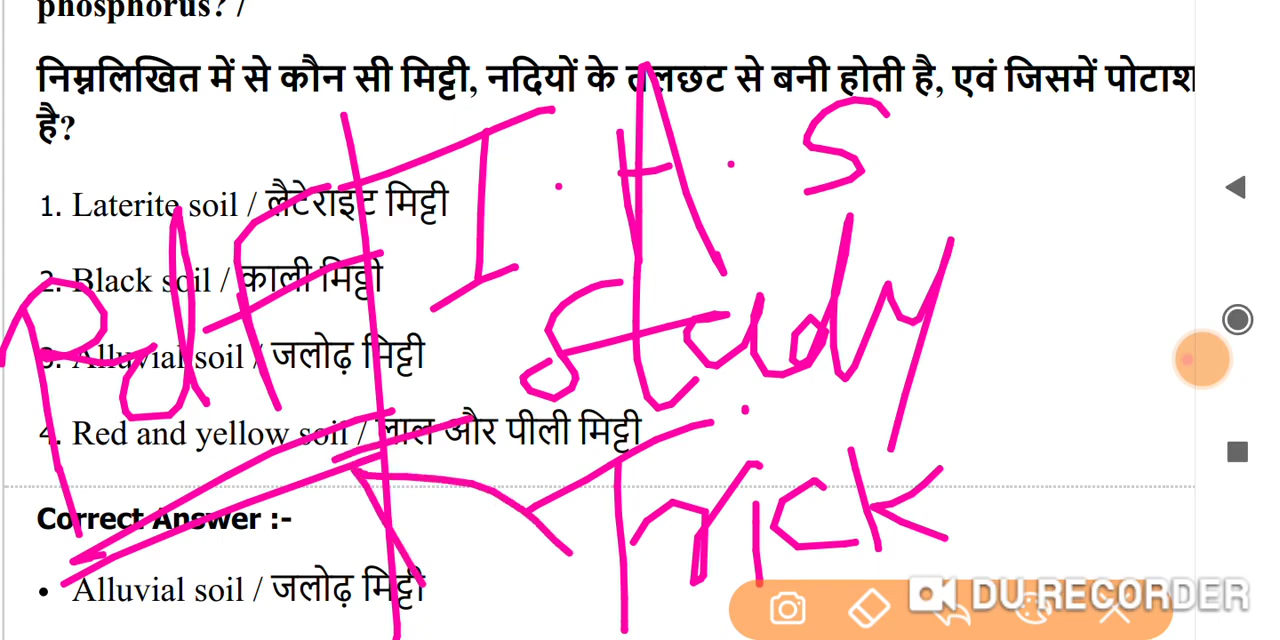 phosphorus? /
निम्नलिखित में से कौन सी मिट्टी, नदियों के तलछट से बनी होती है, एवं जिसमें पोटाश
है?
1. Laterite soil / लैटेराइट मिट्टी
2. Black soil / काली मिट्टी
3. Alluvial soil / जलोढ़ मिट्टी
4. Red and yellow soil / लाल और पीली मिट्टी
Correct Answer :-
• Alluvial soil / जलोढ़ मिट्टी
Pdf I.A.S
Study
Trick
DU RECORDER